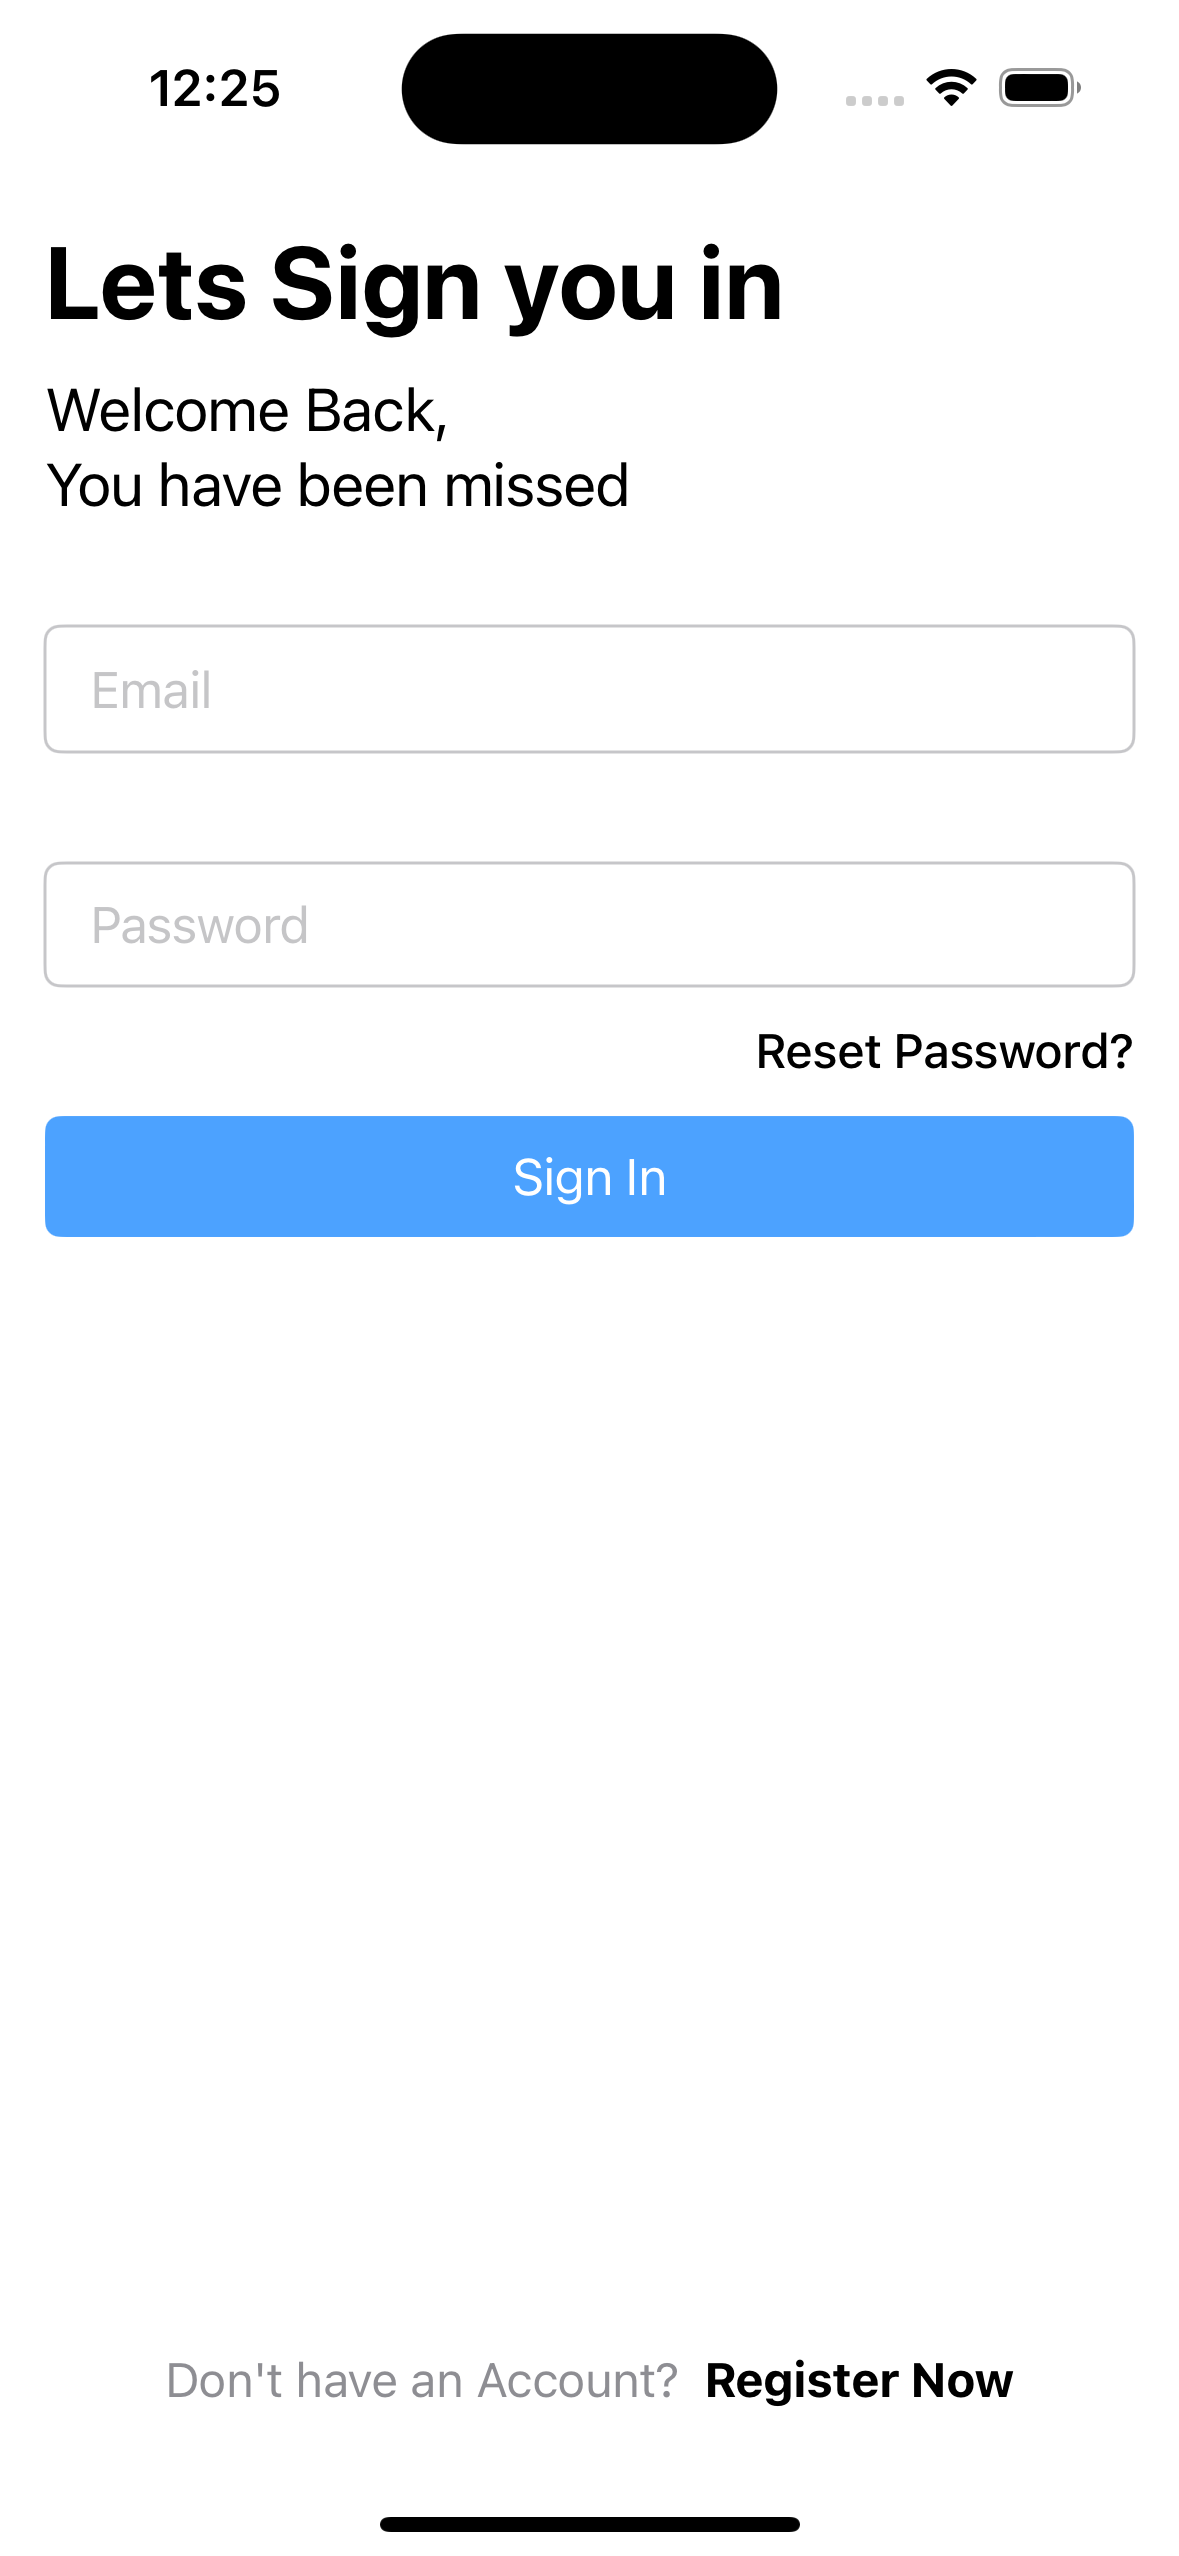 12:25
Lets Sign you in
Welcome Back,
You have been missed
Email
Password
Reset Password?
Sign In
Don't have an Account? Register Now